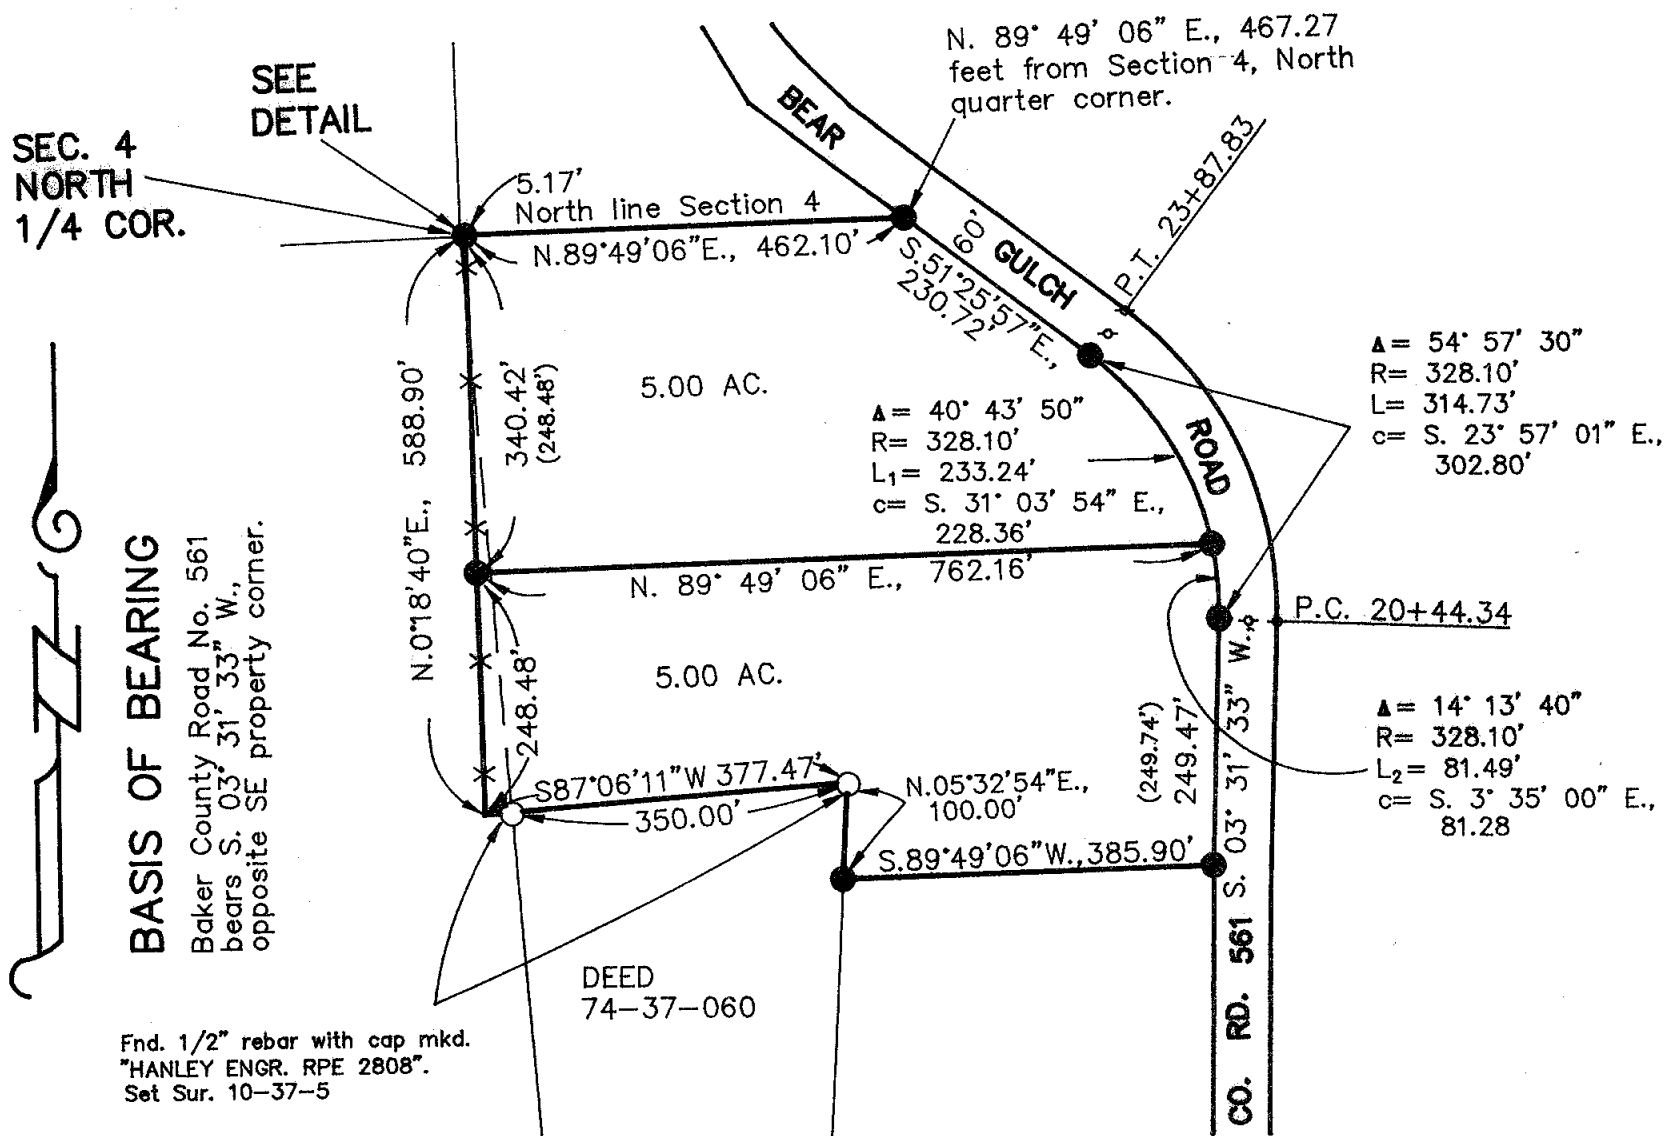 N. 89° 49' 06" E., 467.27
feet from Section 4, North
quarter corner.
SEE
DETAIL
SEC. 4
NORTH
1/4 COR.
BEAR
GULCH
ROAD
60'
P.T. 23+87.83
5.17'
North line Section 4
N.89°49'06"E., 462.10'
S.51°25'57"E.,
230.72'
Δ= 54° 57' 30"
R= 328.10'
L= 314.73'
c= S. 23° 57' 01" E.,
302.80'
N.0°18'40"E., 588.90'
340.42'
(248.48')
5.00 AC.
Δ= 40° 43' 50"
R= 328.10'
L1= 233.24'
c= S. 31° 03' 54" E.,
228.36'
N. 89° 49' 06" E., 762.16'
P.C. 20+44.34
BASIS OF BEARING
Baker County Road No. 561
bears S. 03° 31' 33" W.,
opposite SE property corner.
248.48'
5.00 AC.
(249.74')
249.47'
S. 03° 31' 33" W.,
Δ= 14° 13' 40"
R= 328.10'
L2= 81.49'
c= S. 3° 35' 00" E.,
81.28
S87°06'11"W 377.47'
350.00'
N.05°32'54"E.,
100.00'
S.89°49'06"W.,385.90'
CO. RD. 561
DEED
74-37-060
Fnd. 1/2" rebar with cap mkd.
"HANLEY ENGR. RPE 2808".
Set Sur. 10-37-5